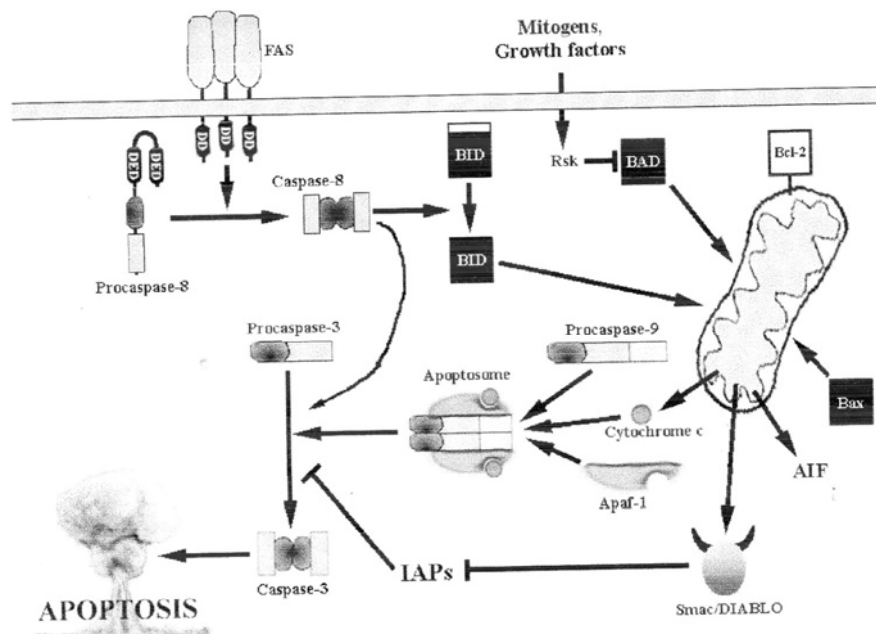 FAS
Mitogens,
Growth factors
DD
DD
DD
DED
DED
Caspase-8
BID
Rsk
BAD
Bcl-2
BID
Procaspase-8
Procaspase-3
Procaspase-9
Apoptosome
Cytochrome c
Bax
AIF
Apaf-1
IAPs
Caspase-3
Smac/DIABLO
APOPTOSIS